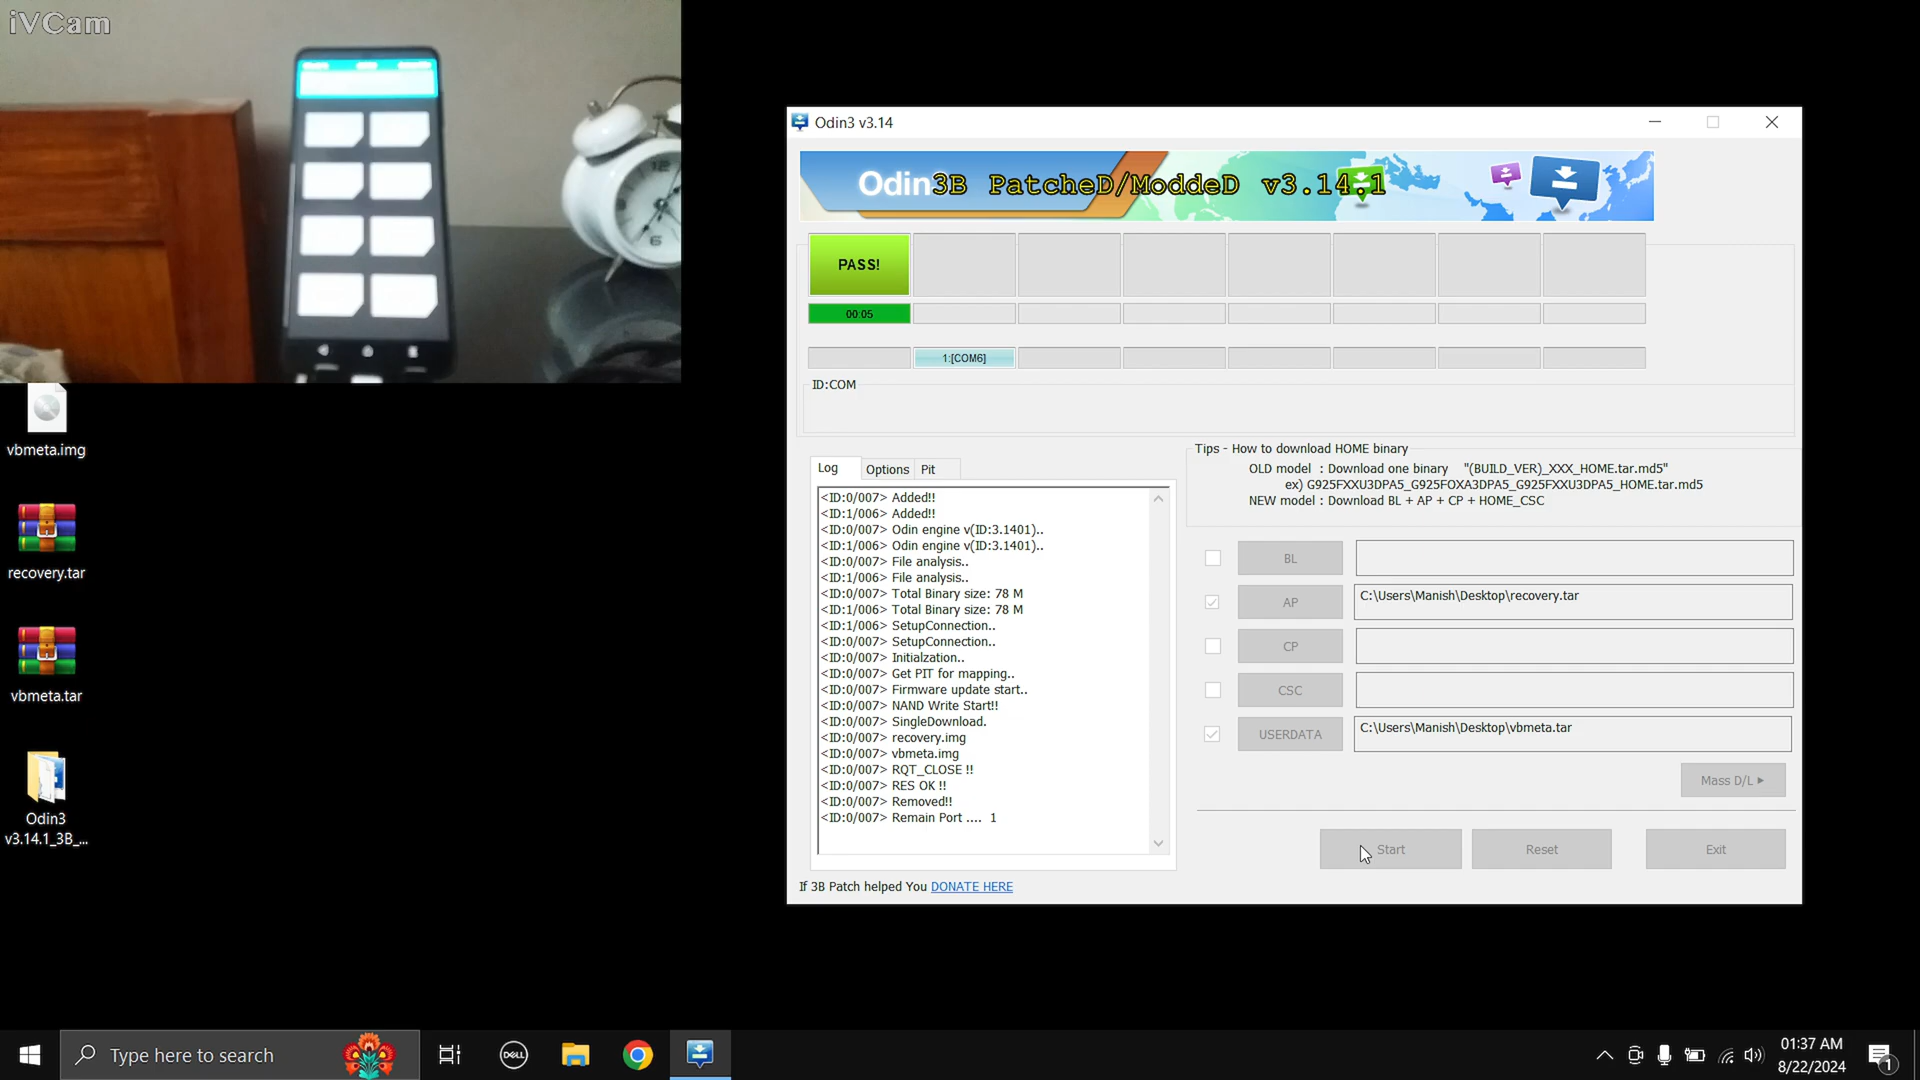 iVCam
vbmeta.img
recovery.tar
vbmeta.tar
Odin3
v3.14.1_3B_...
Odin3 v3.14
Odin3B PatcheD/ModdeD v3.14.1
PASS!
00:05
1:[COM6]
ID:COM
Log
Options
Pit
<ID:0/007> Added!!
<ID:1/006> Added!!
<ID:0/007> Odin engine v(ID:3.1401)..
<ID:1/006> Odin engine v(ID:3.1401)..
<ID:0/007> File analysis..
<ID:1/006> File analysis..
<ID:0/007> Total Binary size: 78 M
<ID:1/006> Total Binary size: 78 M
<ID:1/006> SetupConnection..
<ID:0/007> SetupConnection..
<ID:0/007> Initialzation..
<ID:0/007> Get PIT for mapping..
<ID:0/007> Firmware update start..
<ID:0/007> NAND Write Start!!
<ID:0/007> SingleDownload.
<ID:0/007> recovery.img
<ID:0/007> vbmeta.img
<ID:0/007> RQT_CLOSE !!
<ID:0/007> RES OK !!
<ID:0/007> Removed!!
<ID:0/007> Remain Port .... 1
If 3B Patch helped You DONATE HERE
Tips - How to download HOME binary
OLD model : Download one binary "(BUILD_VER)_XXX_HOME.tar.md5"
ex) G925FXXU3DPA5_G925FOXA3DPA5_G925FXXU3DPA5_HOME.tar.md5
NEW model : Download BL + AP + CP + HOME_CSC
BL
AP
C:\Users\Manish\Desktop\recovery.tar
CP
CSC
USERDATA
C:\Users\Manish\Desktop\vbmeta.tar
Mass D/L
Start
Reset
Exit
Type here to search
DELL
01:37 AM
8/22/2024
1